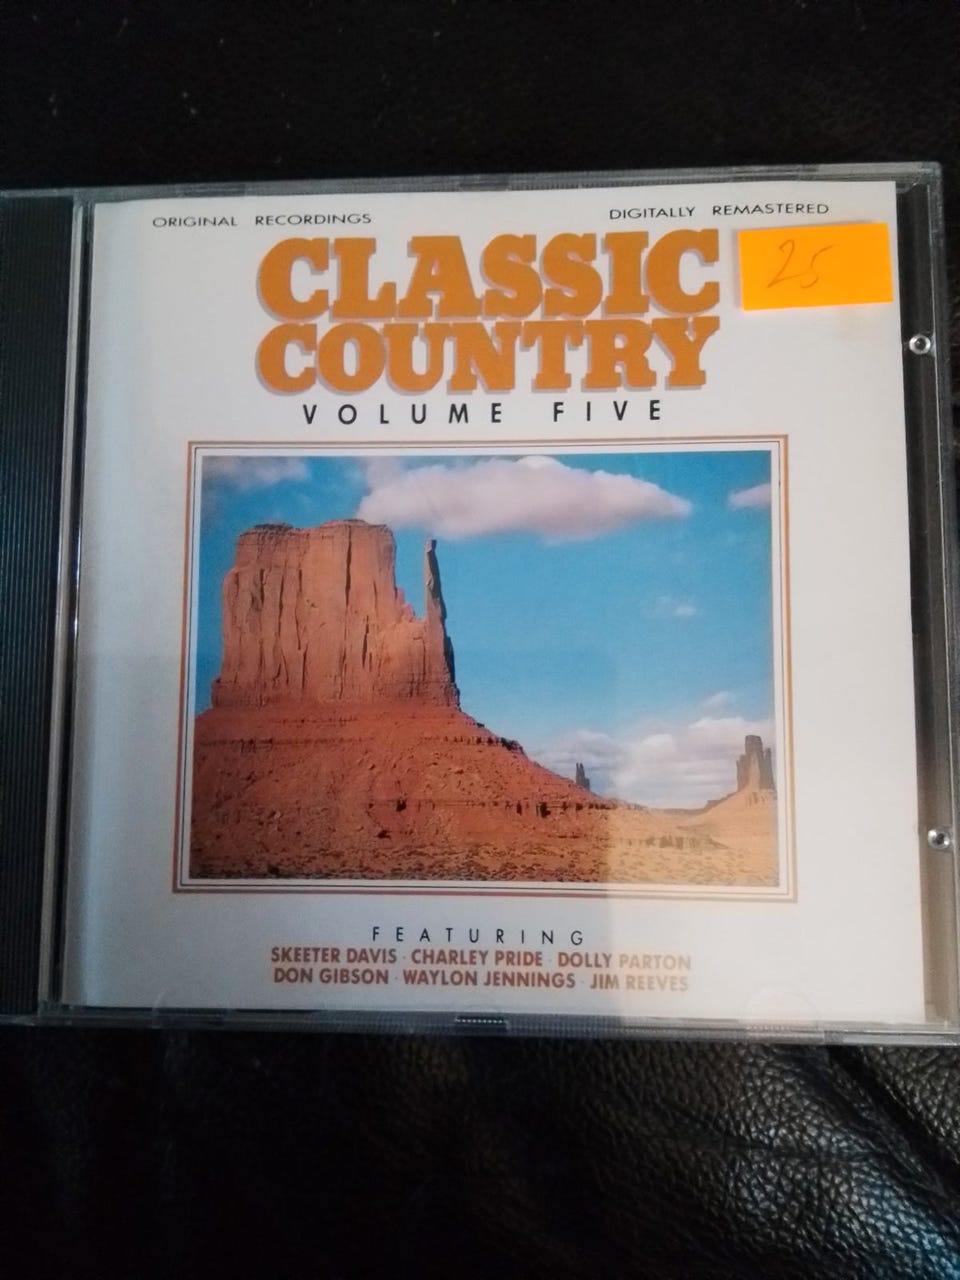 ORIGINAL RECORDINGS
DIGITALLY REMASTERED
25
CLASSIC
COUNTRY
VOLUME FIVE
FEATURING
SKEETER DAVIS · CHARLEY PRIDE · DOLLY PARTON
DON GIBSON · WAYLON JENNINGS · JIM REEVES